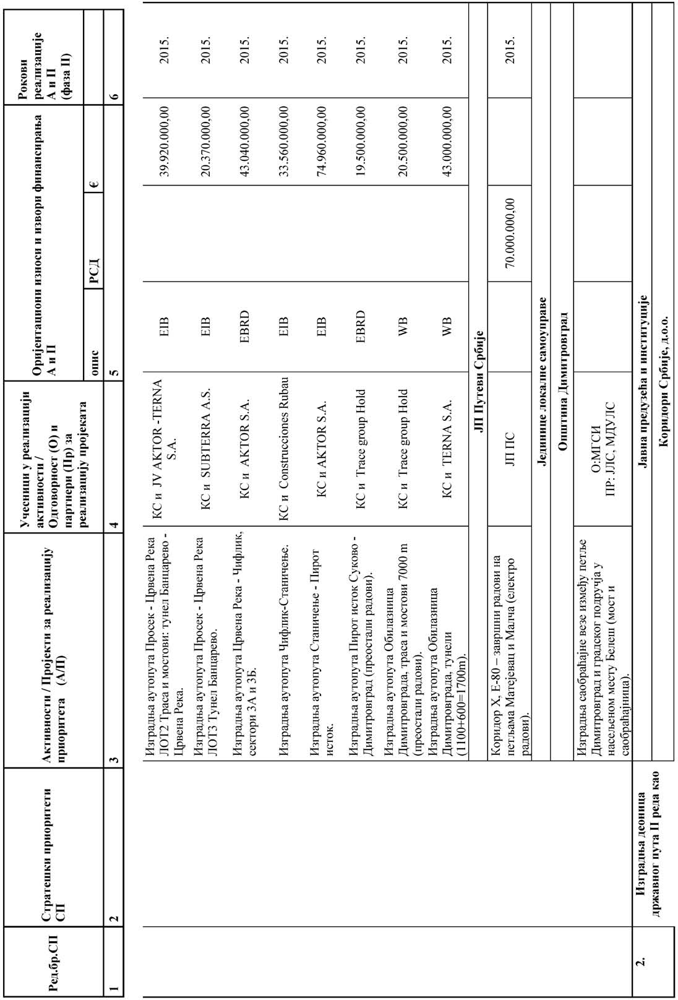 Ред.бр.СП
Стратешки приоритети
СП
Активности / Пројекти за реализацију
приоритета (А/П)
Учесници у реализацији
активности /
Одговорност (О) и
партнери (Пр) за
реализацију пројеката
Оријентациони износи и извори финансирања
А и П
опис
РСД
€
Рокови
реализације
А и П
(фаза II)
1
2
3
4
5
6
Изградња аутопута Просек - Црвена Река
ЛОТ2 Траса и мостови: тунел Банцарево -
Црвена Река.
КС и JV AKTOR -TERNA
S.A.
EIB
39.920.000,00
2015.
Изградња аутопута Просек - Црвена Река
ЛОТ3 Тунел Банцарево.
КС и SUBTERRA A.S.
EIB
20.370.000,00
2015.
Изградња аутопута Црвена Река - Чифлик,
сектори 3А и 3Б.
КС и AKTOR S.A.
EBRD
43.040.000,00
2015.
Изградња аутопута Чифлик-Станичење.
КС и Construcciones Rubau
EIB
33.560.000,00
2015.
Изградња аутопута Станичење - Пирот
исток.
КС и AKTOR S.A.
EIB
74.960.000,00
2015.
Изградња аутопута Пирот исток Суково -
Димитровград (преостали радови).
КС и Trace group Hold
EBRD
19.500.000,00
2015.
Изградња аутопута Обилазница
Димитровграда, траса и мостови 7000 m
(преостали радови).
КС и Trace group Hold
WB
20.500.000,00
2015.
Изградња аутопута Обилазница
Димитровграда, тунели
(1100+600=1700m).
КС и TERNA S.A.
WB
43.000.000,00
2015.
ЈП Путеви Србије
Коридор X, Е-80 – завршни радови на
петљама Матејевац и Малча (електро
радови).
ЈП ПС
70.000.000,00
2015.
Јединице локалне самоуправе
Општина Димитровград
Изградња саобраћајне везе између петље
Димитровград и градског подручја у
насељеном месту Белеш (мост и
саобраћајница).
О:МГСИ
ПР: ЈЛС, МДУЛС
2.
Изградња деоница
државног пута II реда као
Јавна предузећа и институције
Коридори Србије, д.о.о.